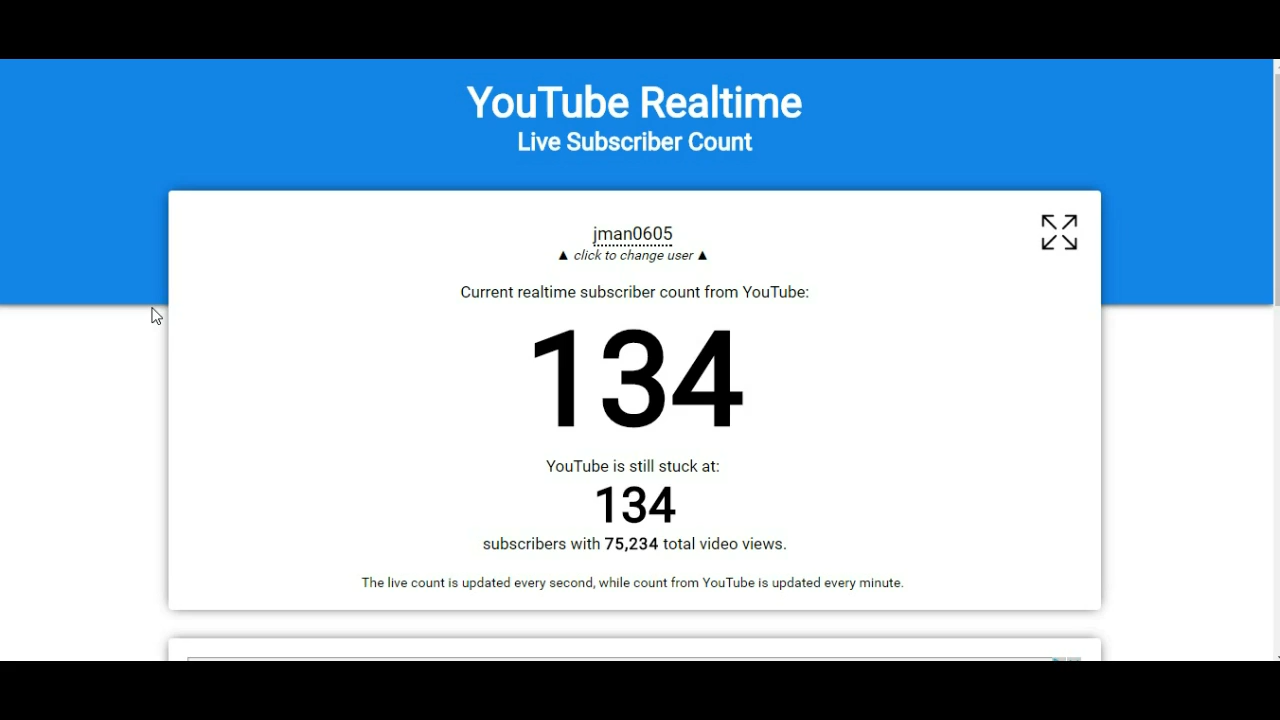 YouTube Realtime
Live Subscriber Count
jman0605
▲ click to change user ▲
Current realtime subscriber count from YouTube:
134
YouTube is still stuck at:
134
subscribers with 75,234 total video views.
The live count is updated every second, while count from YouTube is updated every minute.